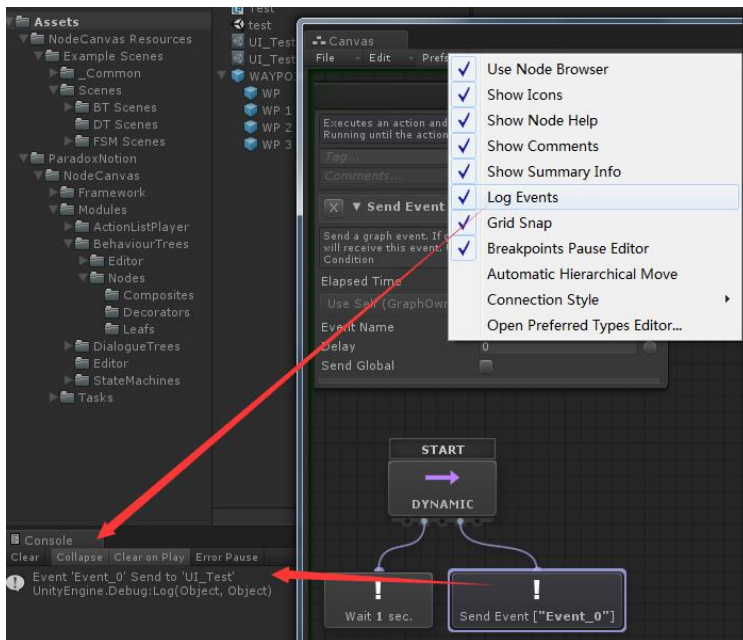 Assets
NodeCanvas Resources
Example Scenes
_Common
Scenes
BT Scenes
DT Scenes
FSM Scenes
ParadoxNotion
NodeCanvas
Framework
Modules
ActionListPlayer
BehaviourTrees
Editor
Nodes
Composites
Decorators
Leafs
DialogueTrees
Editor
StateMachines
Tasks
Test
test
UI_Test
UI_Test
WAYPO
WP
WP 1
WP 2
WP 3
Canvas
File Edit Prefs
Executes an action and
Running until the action
Tag...
Comments...
X ▼ Send Event
Send a graph event. If
will receive this event.
Condition
Elapsed Time
Use Self (GraphOwn
Event Name
Delay 0
Send Global
Use Node Browser
Show Icons
Show Node Help
Show Comments
Show Summary Info
Log Events
Grid Snap
Breakpoints Pause Editor
Automatic Hierarchical Move
Connection Style
Open Preferred Types Editor...
START
DYNAMIC
Wait 1 sec.
Send Event ["Event_0"]
Console
Clear Collapse Clear on Play Error Pause
Event 'Event_0' Send to 'UI_Test'
UnityEngine.Debug:Log(Object, Object)